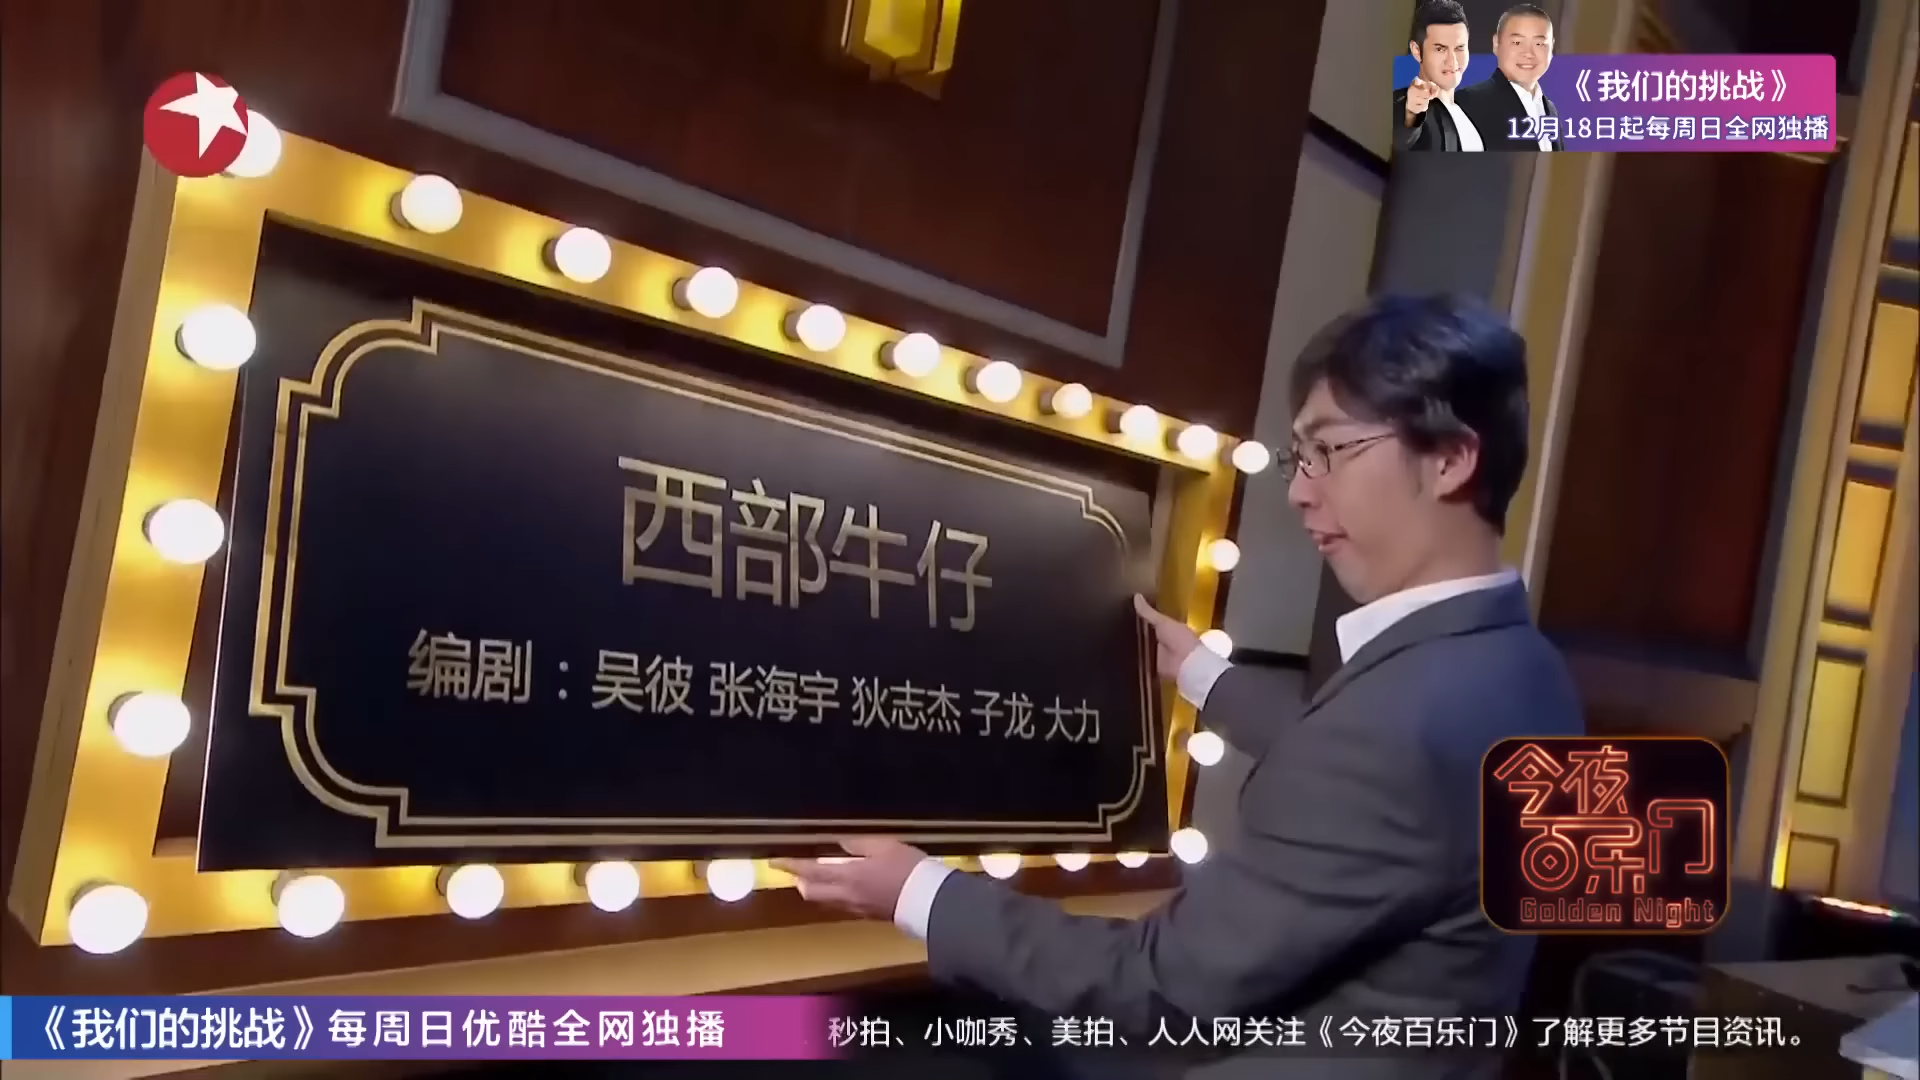 《我们的挑战》
12月18日起每周日全网独播
西部牛仔
编剧：吴彼 张海宇 狄志杰 子龙 大力
今夜
百乐门
Golden Night
《我们的挑战》每周日优酷全网独播
秒拍、小咖秀、美拍、人人网关注《今夜百乐门》了解更多节目资讯。